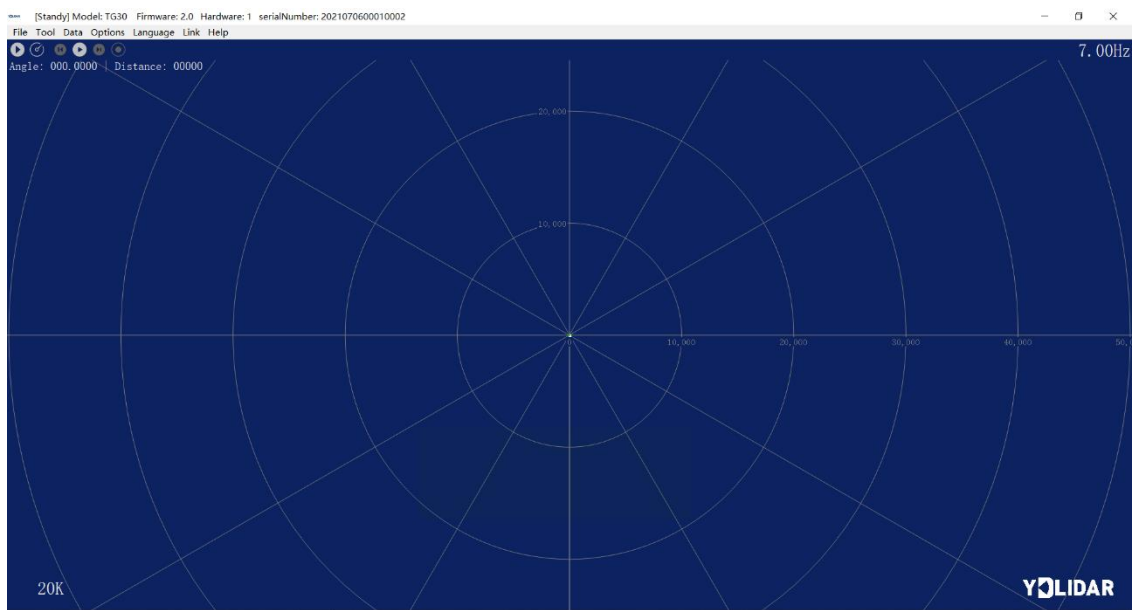 [Standy] Model: TG30 Firmware: 2.0 Hardware: 1 serialNumber: 2021070600010002
File Tool Data Options Language Link Help
7.00Hz
Angle: 000.0000 | Distance: 00000
20,000
10,000
0 10,000 20,000 30,000 40,000 50,
20K
YDLIDAR